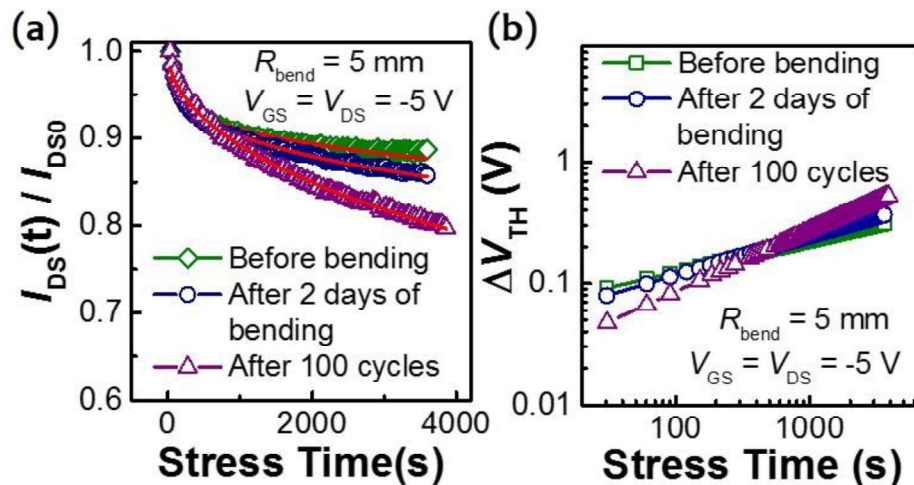 (a)
1.0
0.9
0.8
0.7
0.6
I_DS(t) / I_DS0
R_bend = 5 mm
V_GS = V_DS = -5 V
Before bending
After 2 days of
bending
After 100 cycles
0 2000 4000
Stress Time(s)
(b)
1
0.1
0.01
ΔV_TH (V)
Before bending
After 2 days of
bending
After 100 cycles
R_bend = 5 mm
V_GS = V_DS = -5 V
100 1000
Stress Time (s)